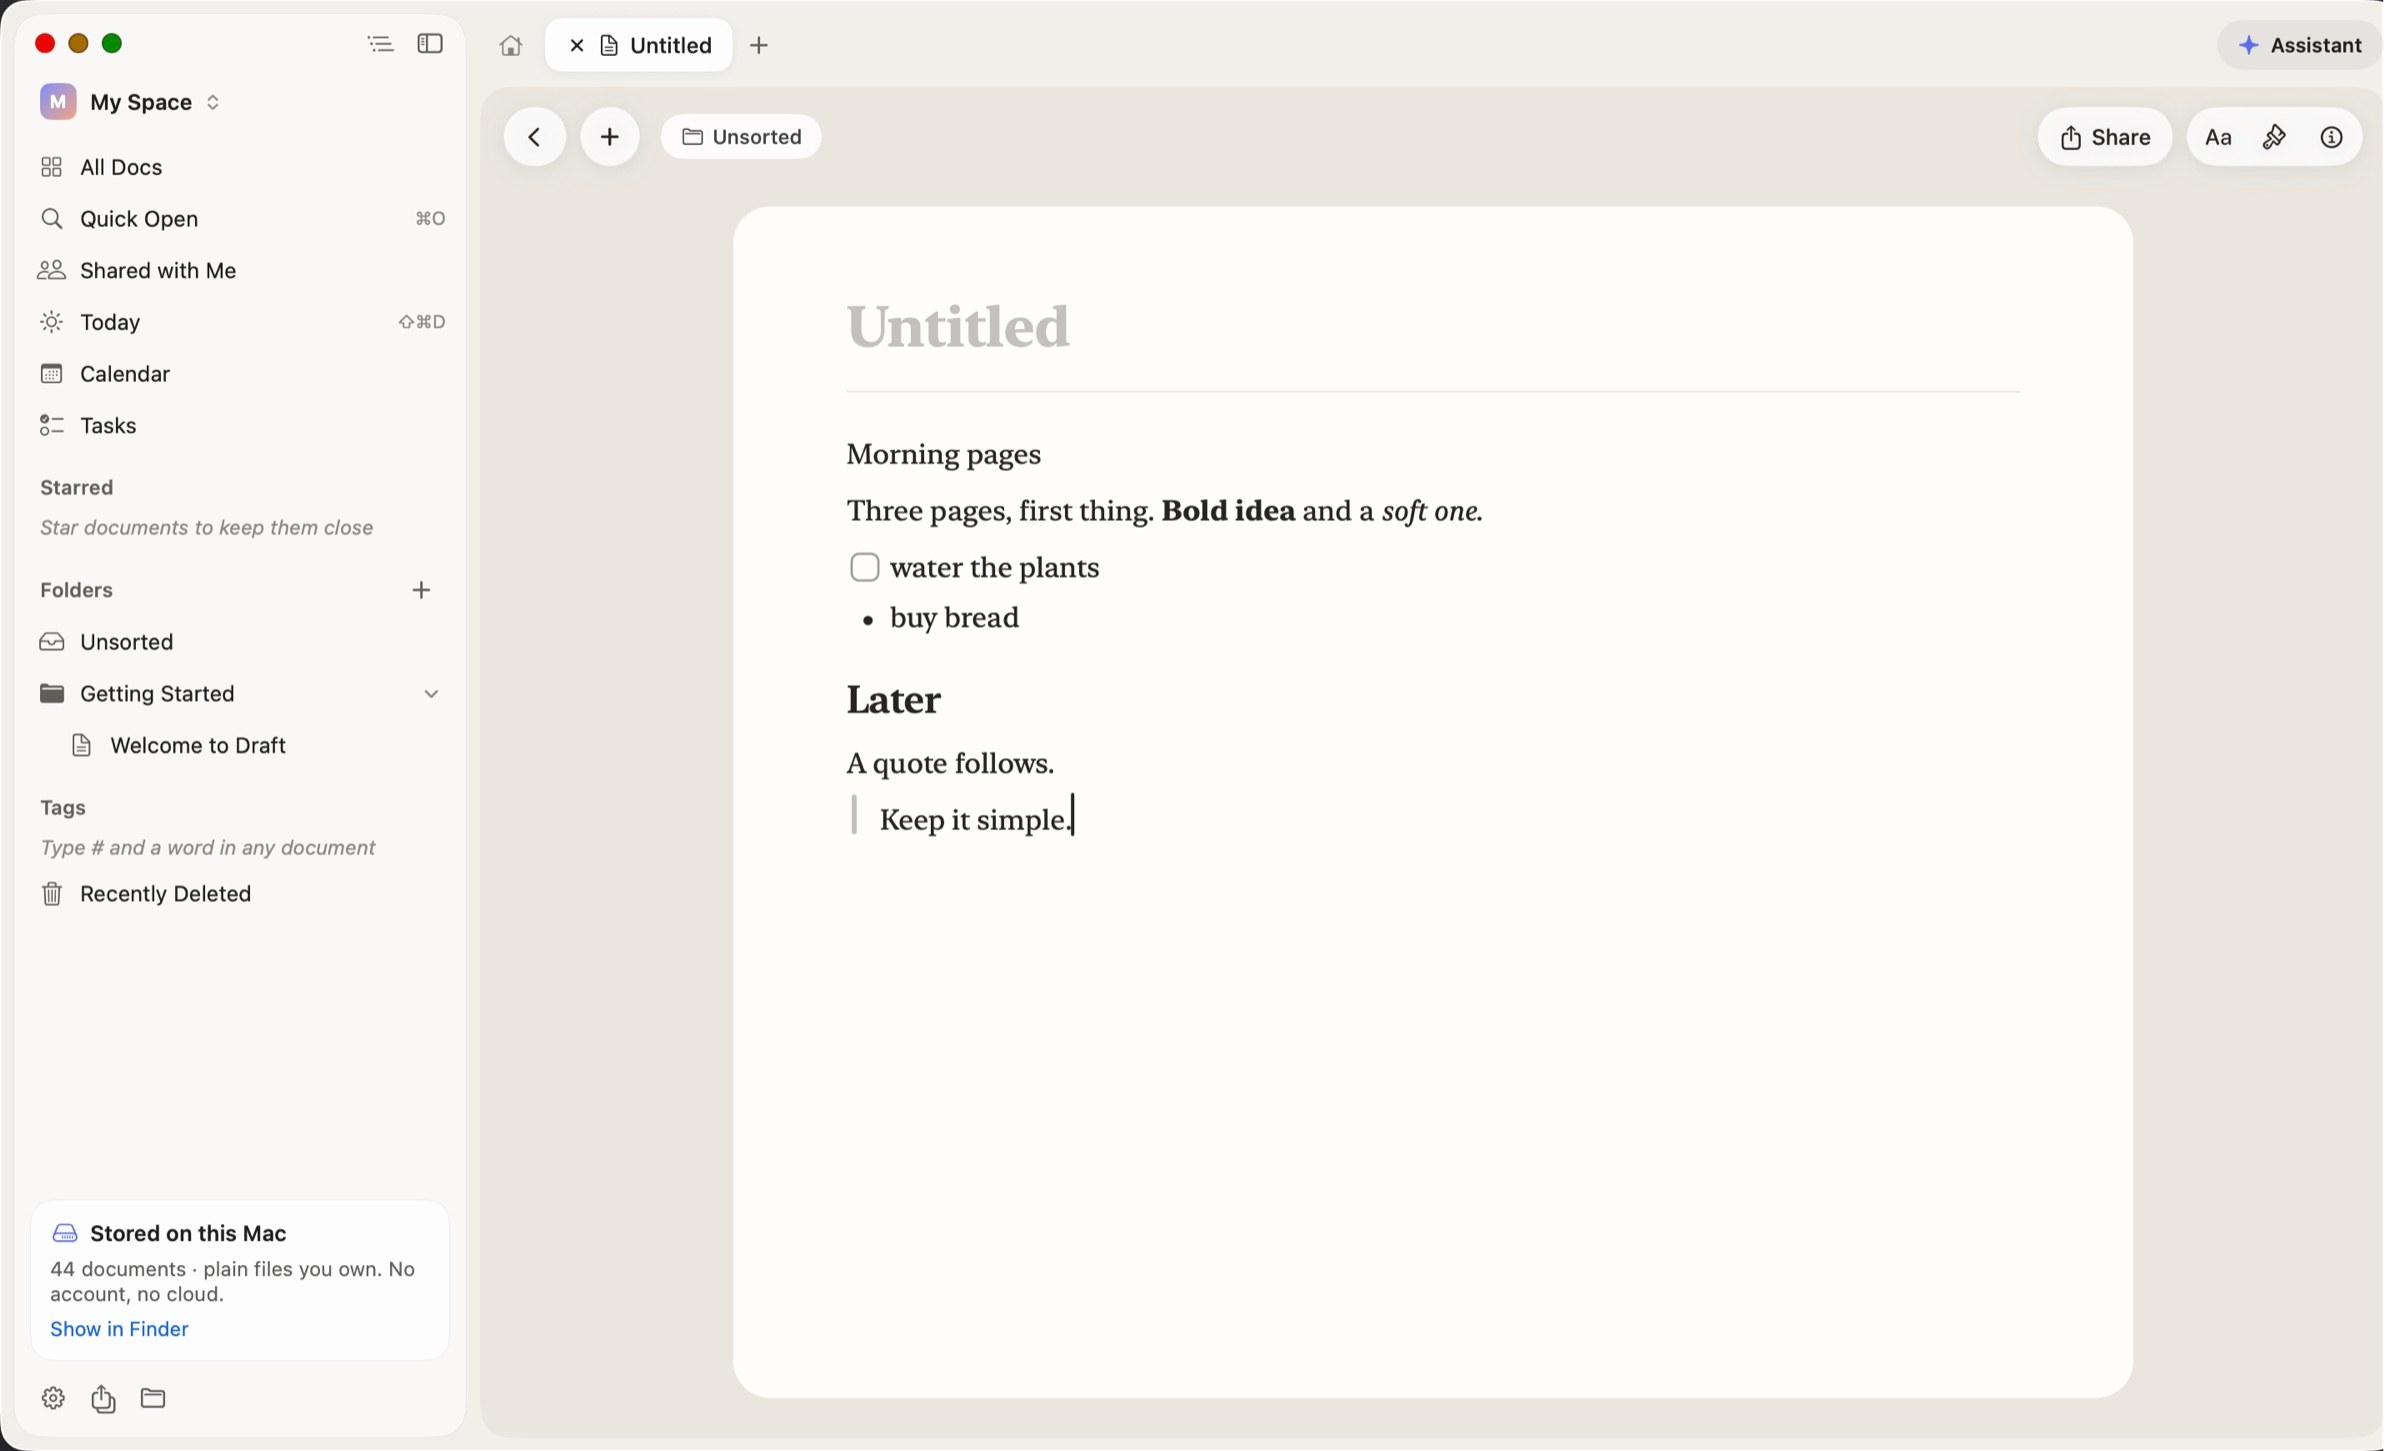 Untitled
Assistant
M My Space
All Docs
Quick Open ⌘O
Shared with Me
Today ⇧⌘D
Calendar
Tasks
Starred
Star documents to keep them close
Folders
Unsorted
Getting Started
Welcome to Draft
Tags
Type # and a word in any document
Recently Deleted
Stored on this Mac
44 documents · plain files you own. No
account, no cloud.
Show in Finder
Unsorted
Share
Aa
Untitled
Morning pages
Three pages, first thing. Bold idea and a soft one.
water the plants
• buy bread
Later
A quote follows.
Keep it simple.